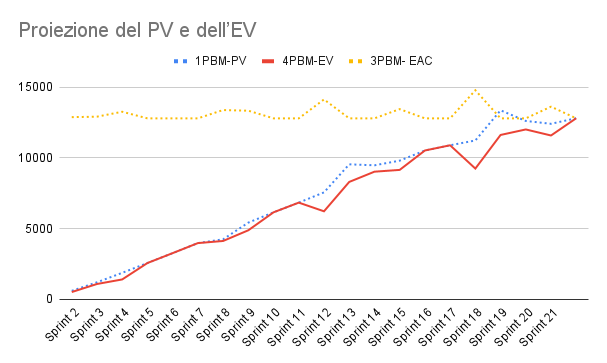 Proiezione del PV e dell'EV
1PBM-PV 4PBM-EV 3PBM- EAC
15000
10000
5000
0
Sprint 2 Sprint 3 Sprint 4 Sprint 5 Sprint 6 Sprint 7 Sprint 8 Sprint 9 Sprint 10 Sprint 11 Sprint 12 Sprint 13 Sprint 14 Sprint 15 Sprint 16 Sprint 17 Sprint 18 Sprint 19 Sprint 20 Sprint 21